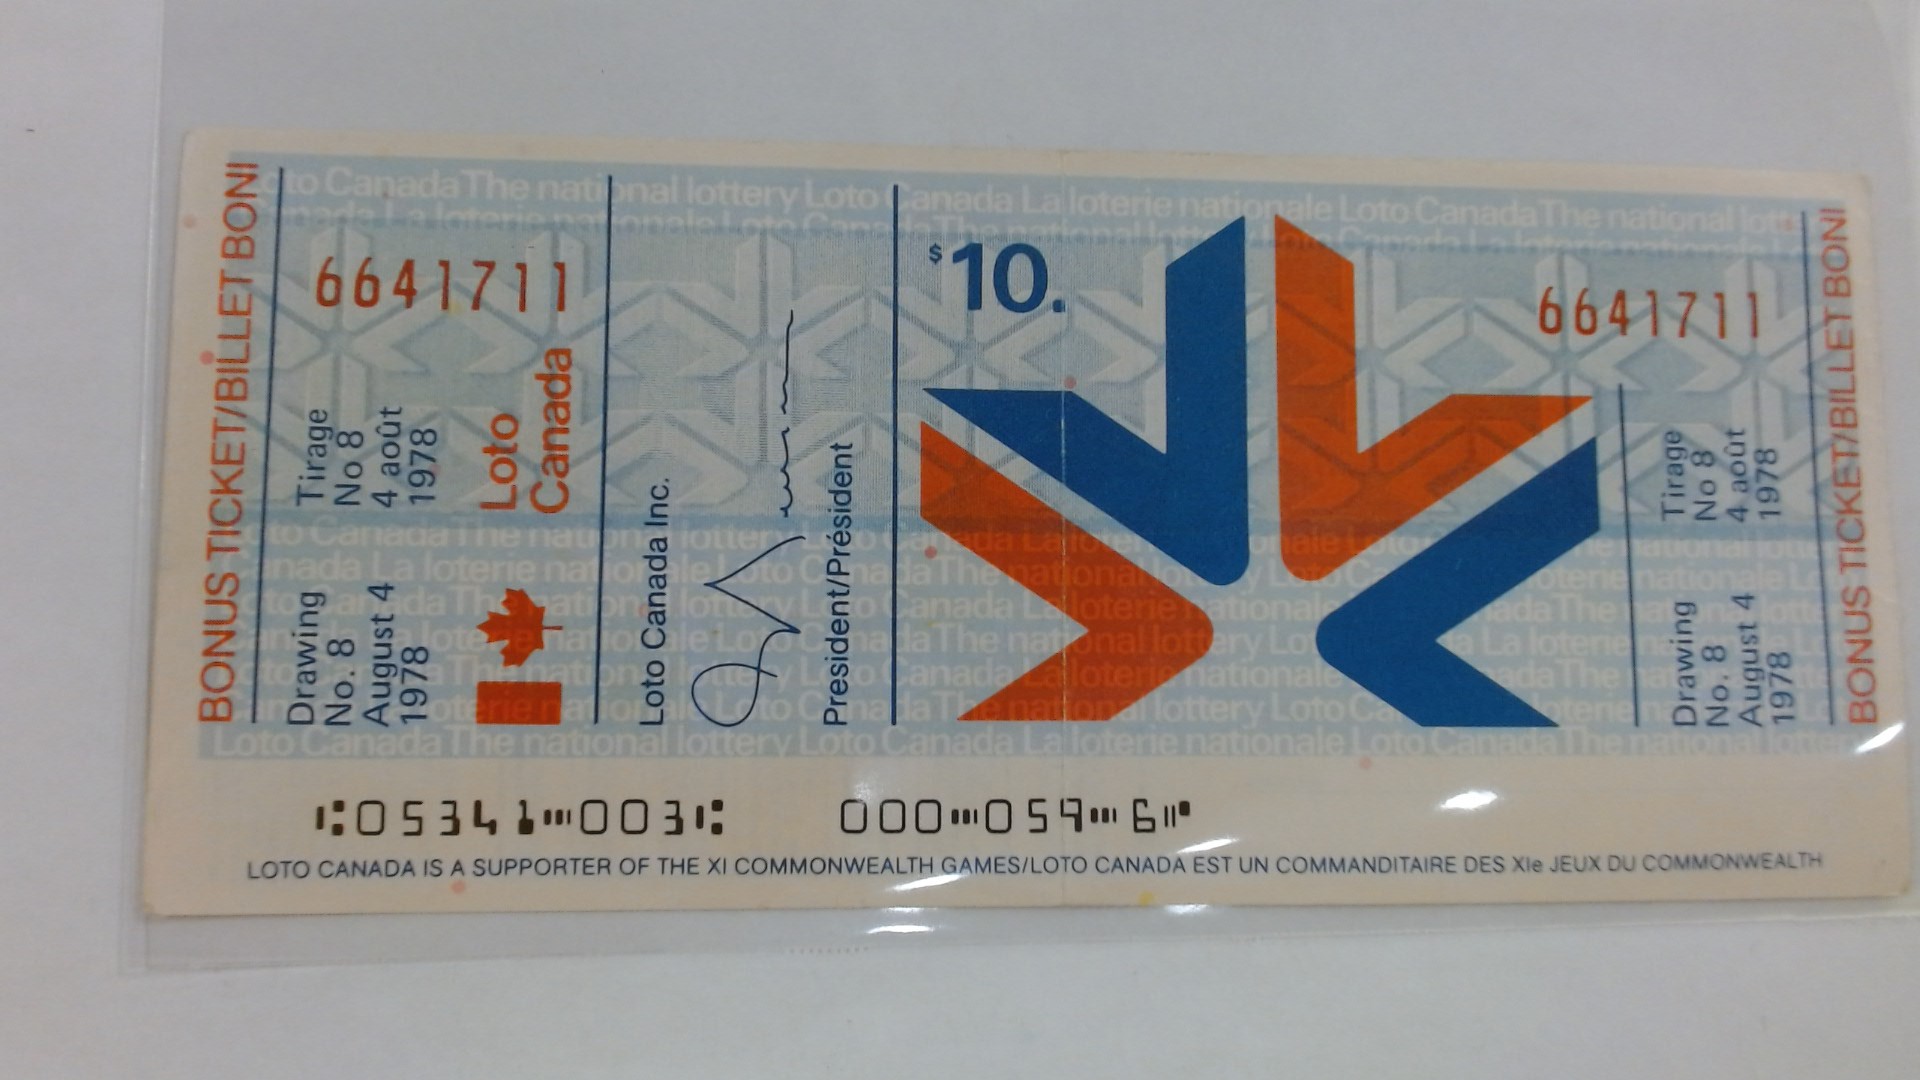 BONUS TICKET/BILLET BONI
6641711
Drawing
No. 8
August 4
1978
Tirage
No 8
4 août
1978
Loto
Canada
Loto Canada Inc.
President/Président
$10.
6641711
Drawing
No. 8
August 4
1978
Tirage
No 8
4 août
1978
BONUS TICKET/BILLET BONI
Loto Canada The national lottery Loto Canada La loterie nationale Loto Canada The national lottery
⑆05341⑉003⑆ 000⑉059⑉6⑈
LOTO CANADA IS A SUPPORTER OF THE XI COMMONWEALTH GAMES/LOTO CANADA EST UN COMMANDITAIRE DES XIe JEUX DU COMMONWEALTH